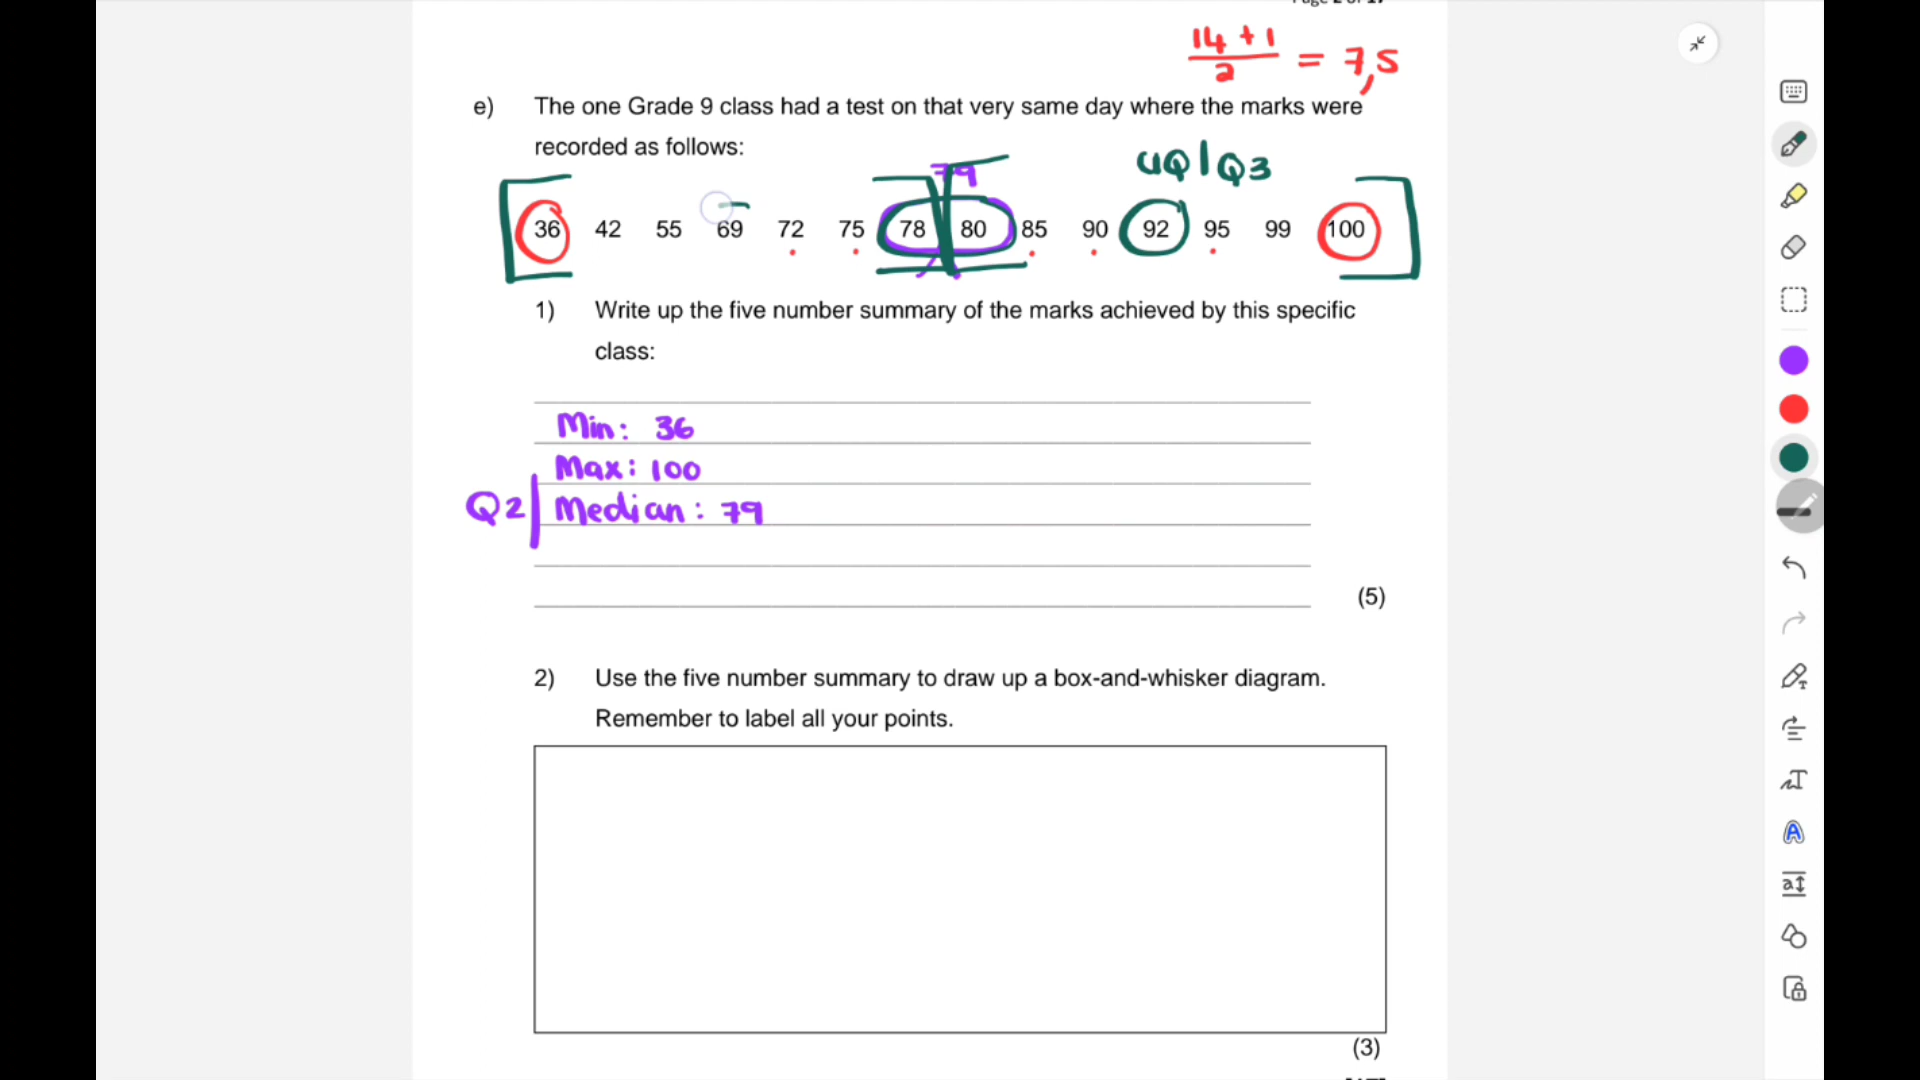 14 + 1
2
= 7,5
e) The one Grade 9 class had a test on that very same day where the marks were
recorded as follows:
79
UQ | Q3
36 42 55 69 72 75 78 80 85 90 92 95 99 100
1) Write up the five number summary of the marks achieved by this specific
class:
Min: 36
Max: 100
Q2 | Median: 79
(5)
2) Use the five number summary to draw up a box-and-whisker diagram.
Remember to label all your points.
(3)